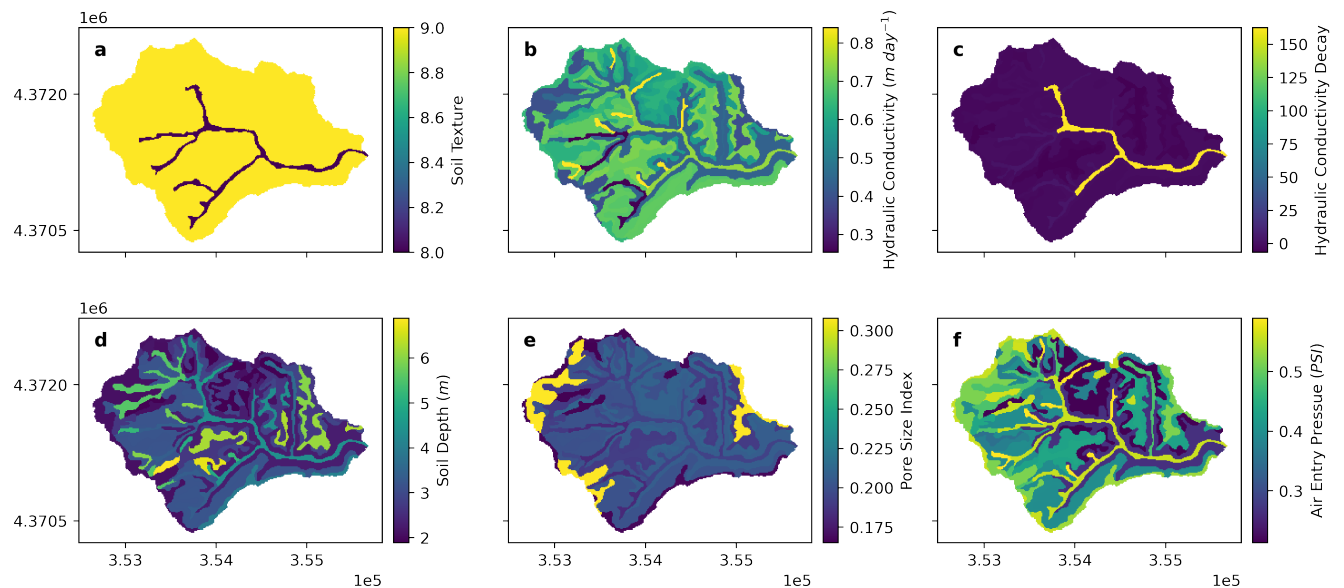 1e6
a
4.3720
4.3705
9.0
8.8
8.6
8.4
8.2
8.0
Soil Texture
b
0.8
0.7
0.6
0.5
0.4
0.3
Hydraulic Conductivity (m day⁻¹)
c
150
125
100
75
50
25
0
Hydraulic Conductivity Decay
1e6
d
4.3720
4.3705
3.53
3.54
3.55
1e5
6
5
4
3
2
Soil Depth (m)
e
3.53
3.54
3.55
1e5
0.300
0.275
0.250
0.225
0.200
0.175
Pore Size Index
f
3.53
3.54
3.55
1e5
0.5
0.4
0.3
Air Entry Pressue (PSI)